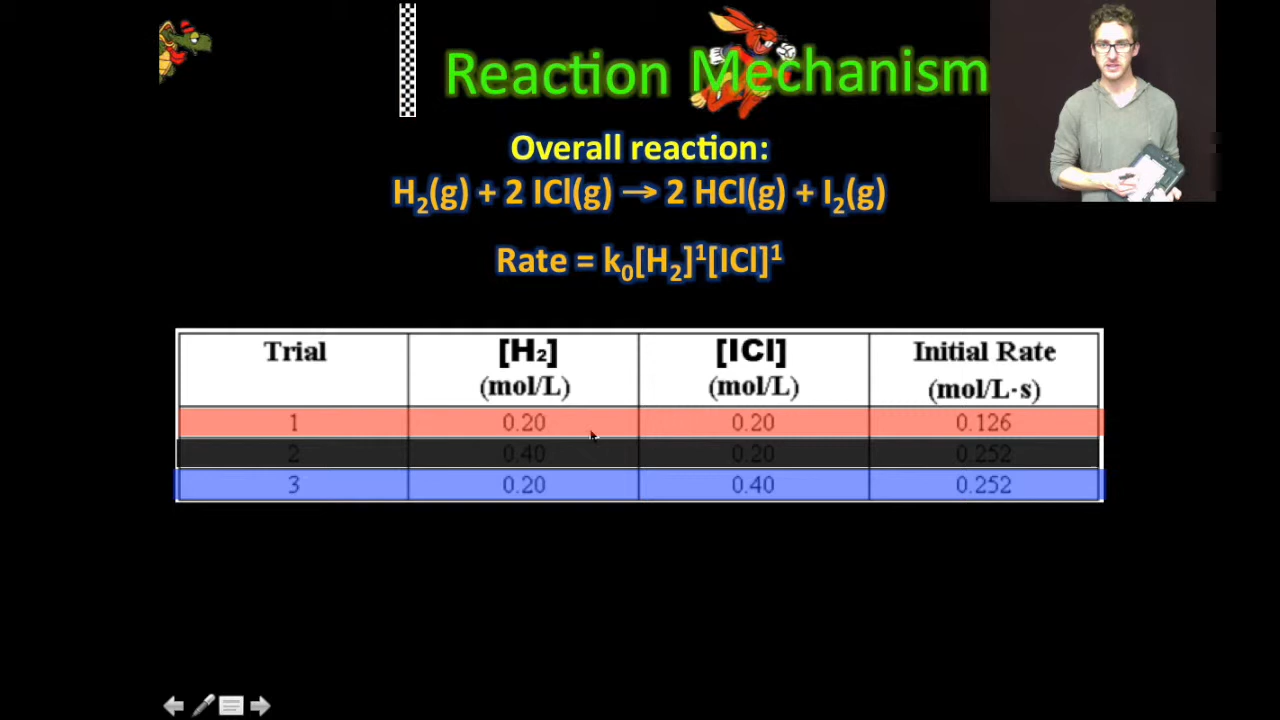 Reaction Mechanism
Overall reaction:
H₂(g) + 2 ICl(g) → 2 HCl(g) + I₂(g)
Rate = k₀[H₂]¹[ICl]¹
Trial [H₂] [ICl] Initial Rate
(mol/L) (mol/L) (mol/L·s)
1 0.20 0.20 0.126
2 0.40 0.20 0.252
3 0.20 0.40 0.252